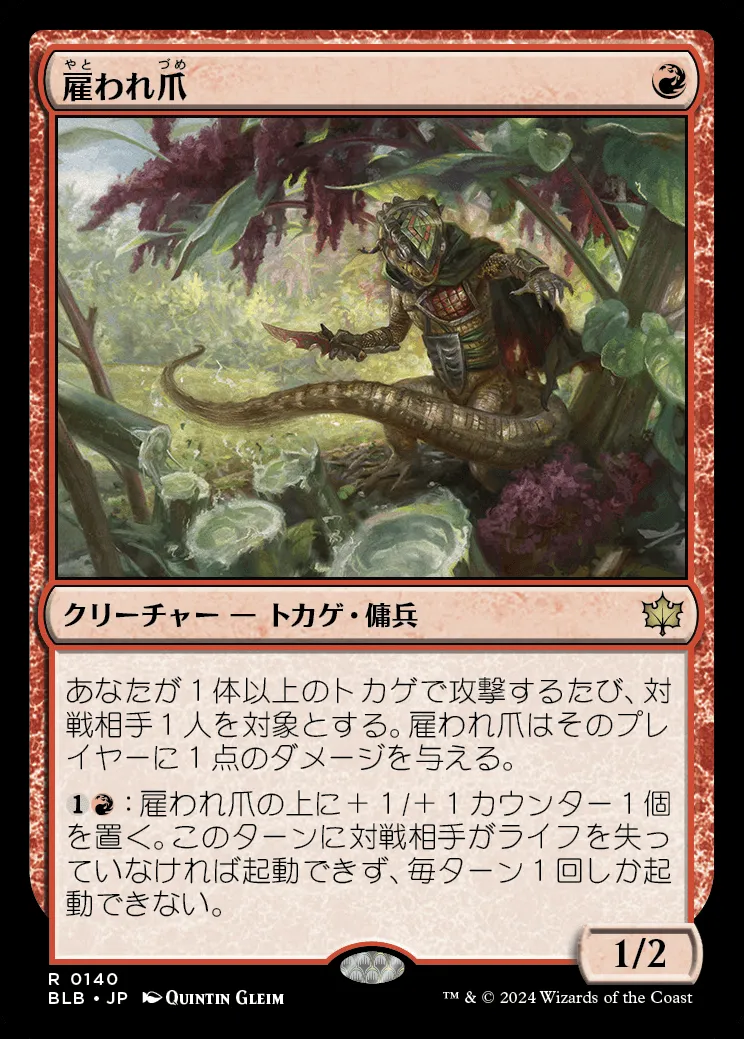 やと づめ
雇われ爪
クリーチャー — トカゲ・傭兵
あなたが1体以上のトカゲで攻撃するたび、対
戦相手1人を対象とする。雇われ爪はそのプレ
イヤーに1点のダメージを与える。
1 :雇われ爪の上に+1/+1カウンター1個
を置く。このターンに対戦相手がライフを失っ
ていなければ起動できず、毎ターン1回しか起
動できない。
1/2
R 0140
BLB • JP QUINTIN GLEIM
™ & © 2024 Wizards of the Coast